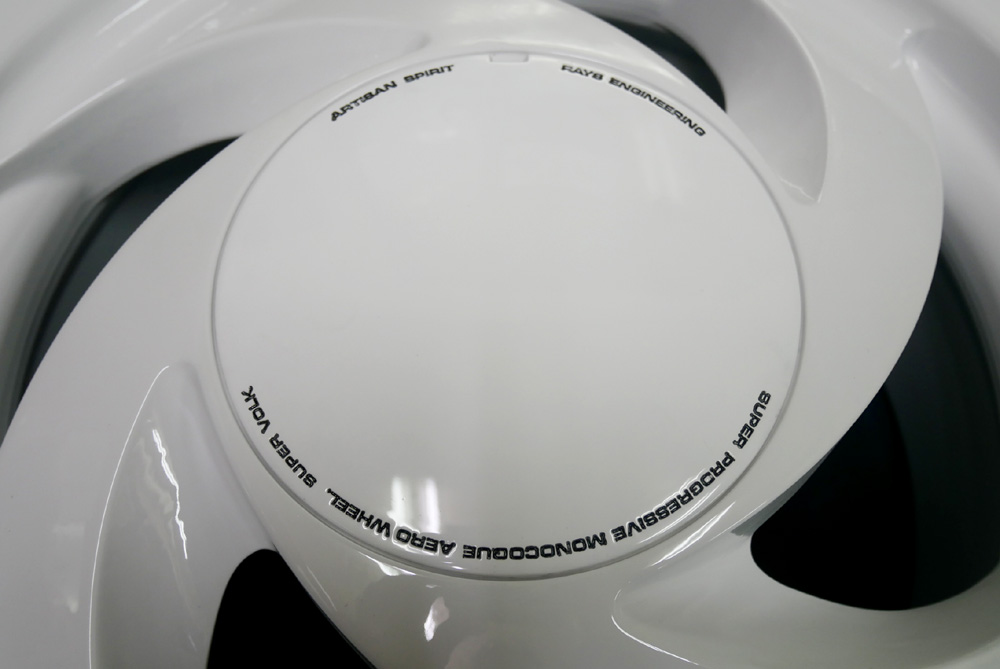 ARTISAN SPIRIT
RAYS ENGINEERING
SUPER PROGRESSIVE MONOCOQUE AERO WHEEL, SUPER VOLK